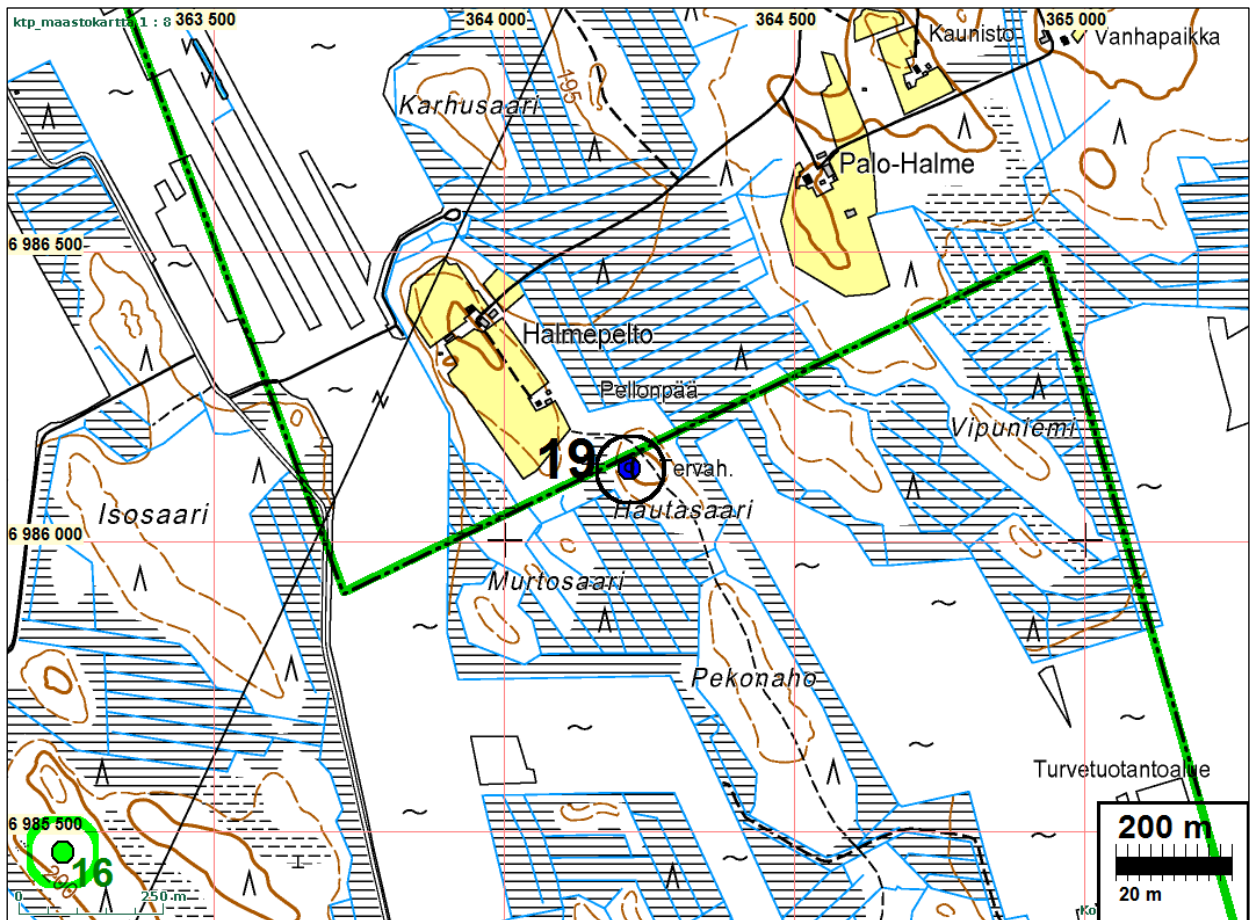 ktp_maastokartta 1 : 8
363 500
364 000
364 500
365 000
Kaunisto
Vanhapaikka
195
Karhusaari
Palo-Halme
6 986 500
Halmepelto
Pellonpää
Vipuniemi
19
Tervah.
Hautasaari
Isosaari
6 986 000
Murtosaari
Pekonaho
Turvetuotantoalue
6 985 500
200 m
16
200
20 m
0
250 m